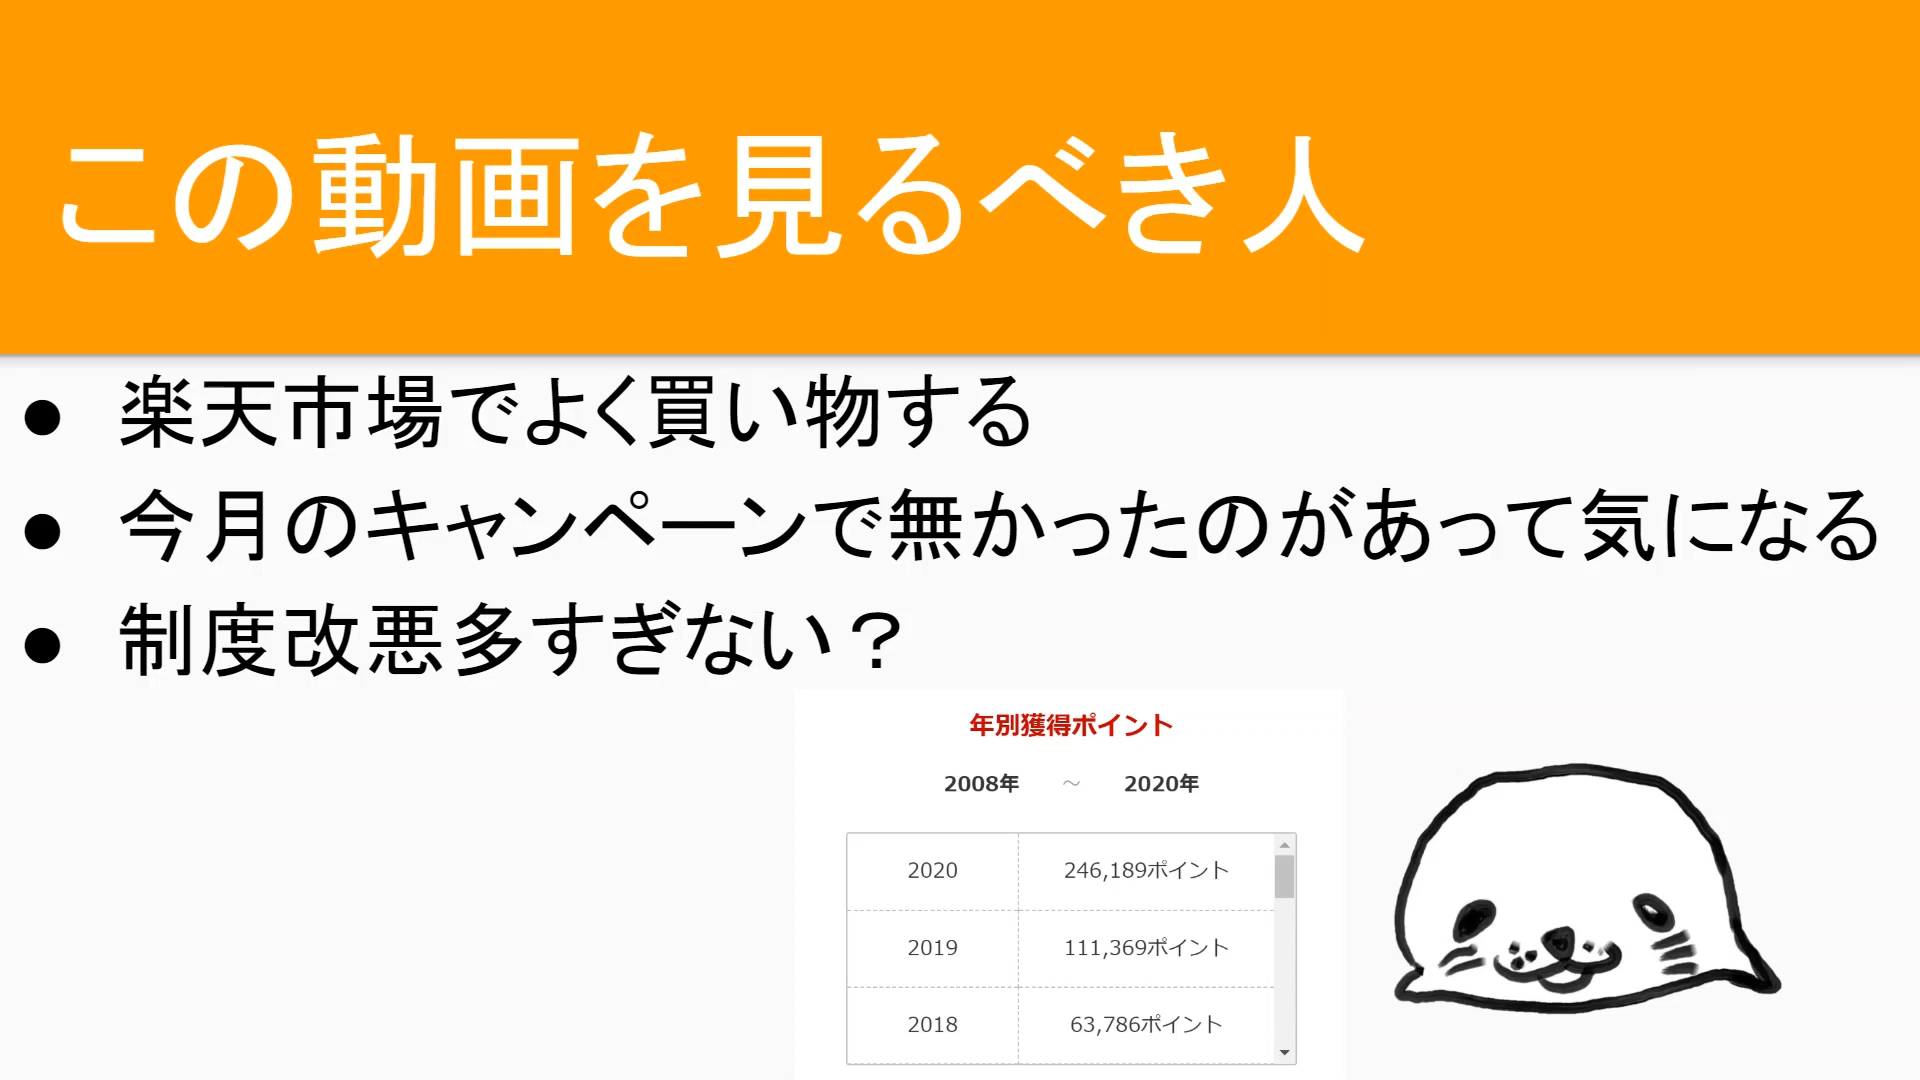 この動画を見るべき人
● 楽天市場でよく買い物する
● 今月のキャンペーンで無かったのがあって気になる
● 制度改悪多すぎない？
年別獲得ポイント
2008年 ～ 2020年
2020 246,189ポイント
2019 111,369ポイント
2018 63,786ポイント